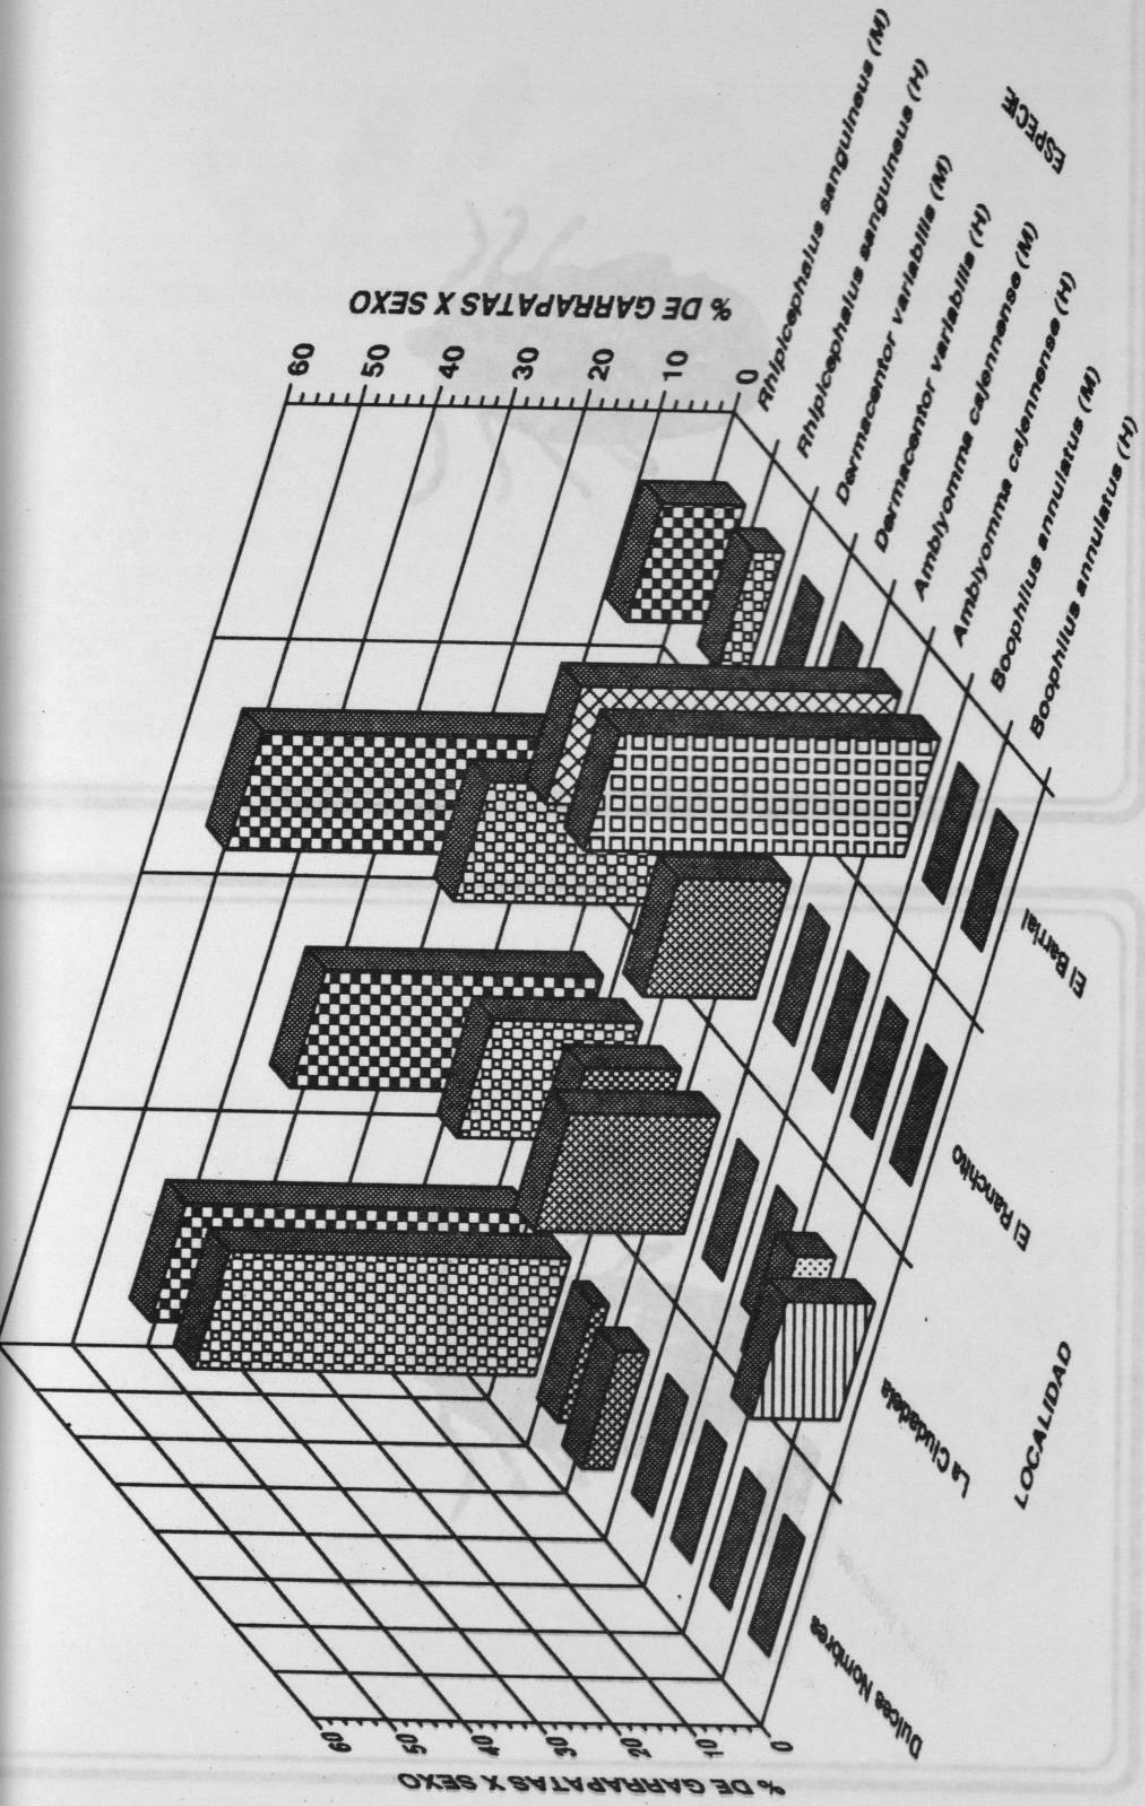 % DE GARRAPATAS X SEXO
60
50
40
30
20
10
0
% DE GARRAPATAS X SEXO
60
50
40
30
20
10
0
Rhipicephalus sanguineus (M)
Rhipicephalus sanguineus (H)
Dermacentor variabilis (M)
Dermacentor variabilis (H)
Amblyomma cajennense (M)
Amblyomma cajennense (H)
Boophilus annulatus (M)
Boophilus annulatus (H)
ESPECIE
Dulces Nombres
La Ciudadela
El Ranchito
El Barrial
LOCALIDAD